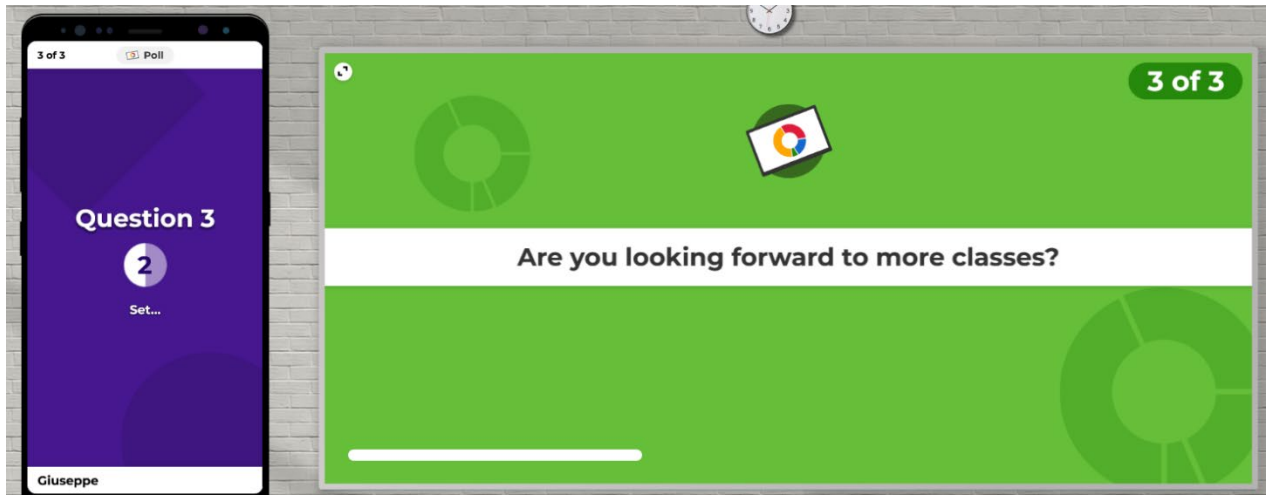 3 of 3
Poll
Question 3
2
Set...
Giuseppe
3 of 3
Are you looking forward to more classes?